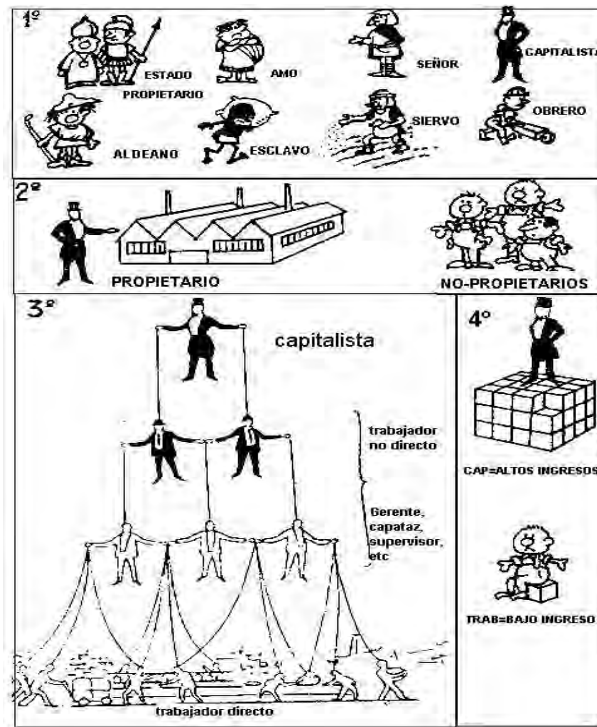 1º
ESTADO
PROPIETARIO
AMO
SEÑOR
CAPITALISTA
ALDEANO
ESCLAVO
SIERVO
OBRERO
2º
PROPIETARIO
NO-PROPIETARIOS
3º
capitalista
trabajador
no directo
Gerente,
capataz,
supervisor,
etc
trabajador directo
4º
CAP=ALTOS INGRESOS
TRAB=BAJO INGRESO